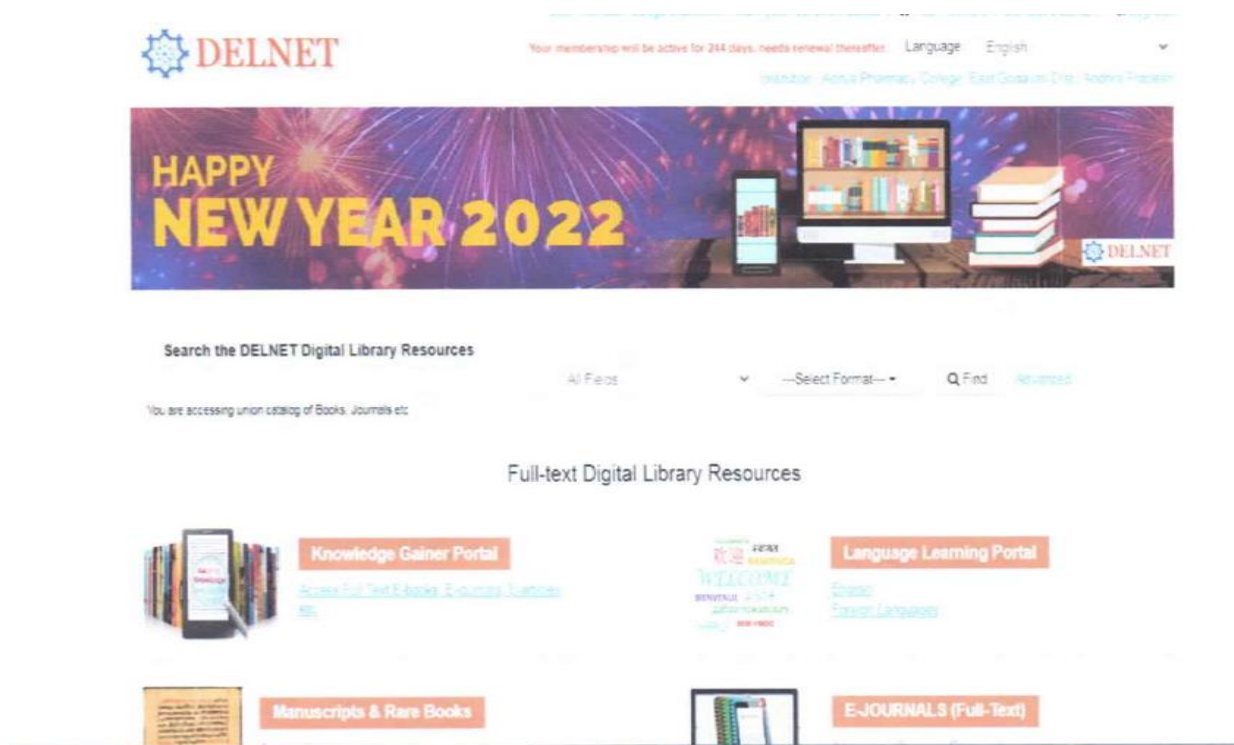 DELNET
Your membership will be active for 244 days, needs renewal thereafter. Language English
Institution : Aditya Pharmacy College, East Godavari Dist, Andhra Pradesh
HAPPY
NEW YEAR 2022
DELNET
Search the DELNET Digital Library Resources
All Fields ---Select Format--- Find Advanced
You are accessing union catalog of Books, Journals etc
Full-text Digital Library Resources
Knowledge Gainer Portal
Access Full Text E-books, E-journals, E-articles
etc.
Language Learning Portal
English
Foreign Languages
WELCOME
BENVENUE
Manuscripts & Rare Books
E-JOURNALS (Full-Text)